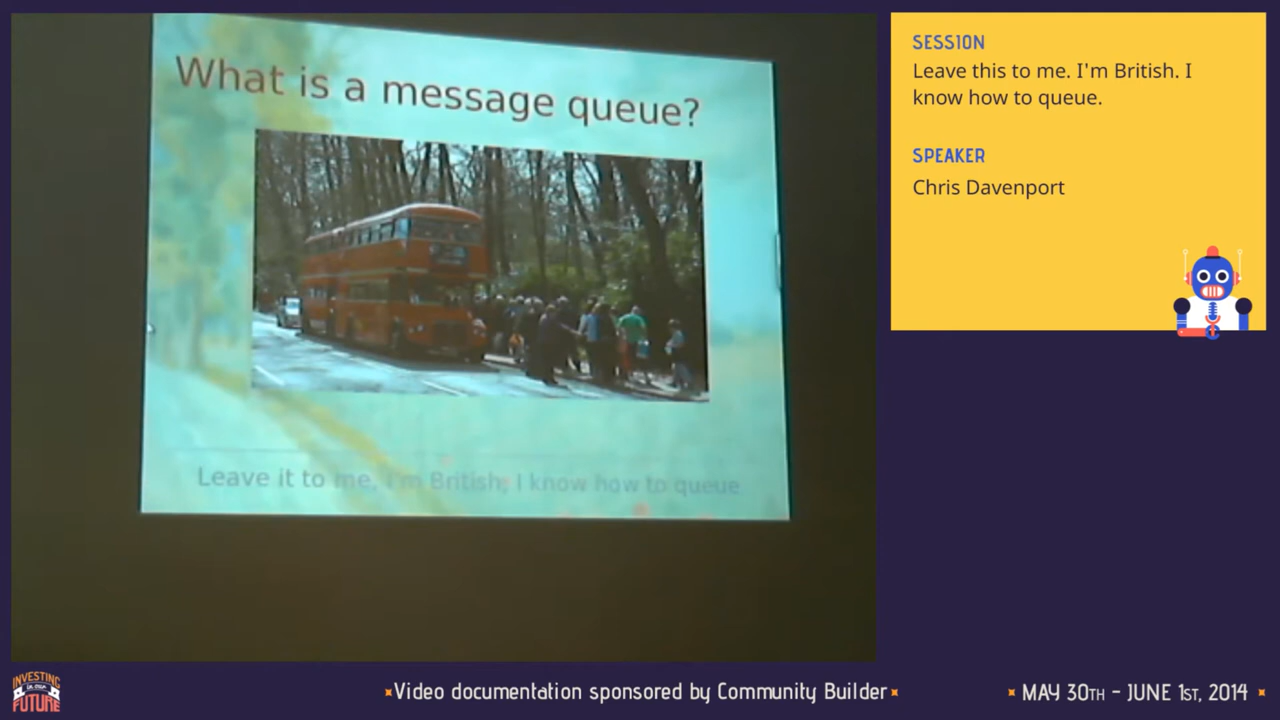 What is a message queue?
Leave it to me, I'm British, I know how to queue
SESSION
Leave this to me. I'm British. I
know how to queue.
SPEAKER
Chris Davenport
INVESTING
in our
FUTURE
Video documentation sponsored by Community Builder
MAY 30TH - JUNE 1ST, 2014